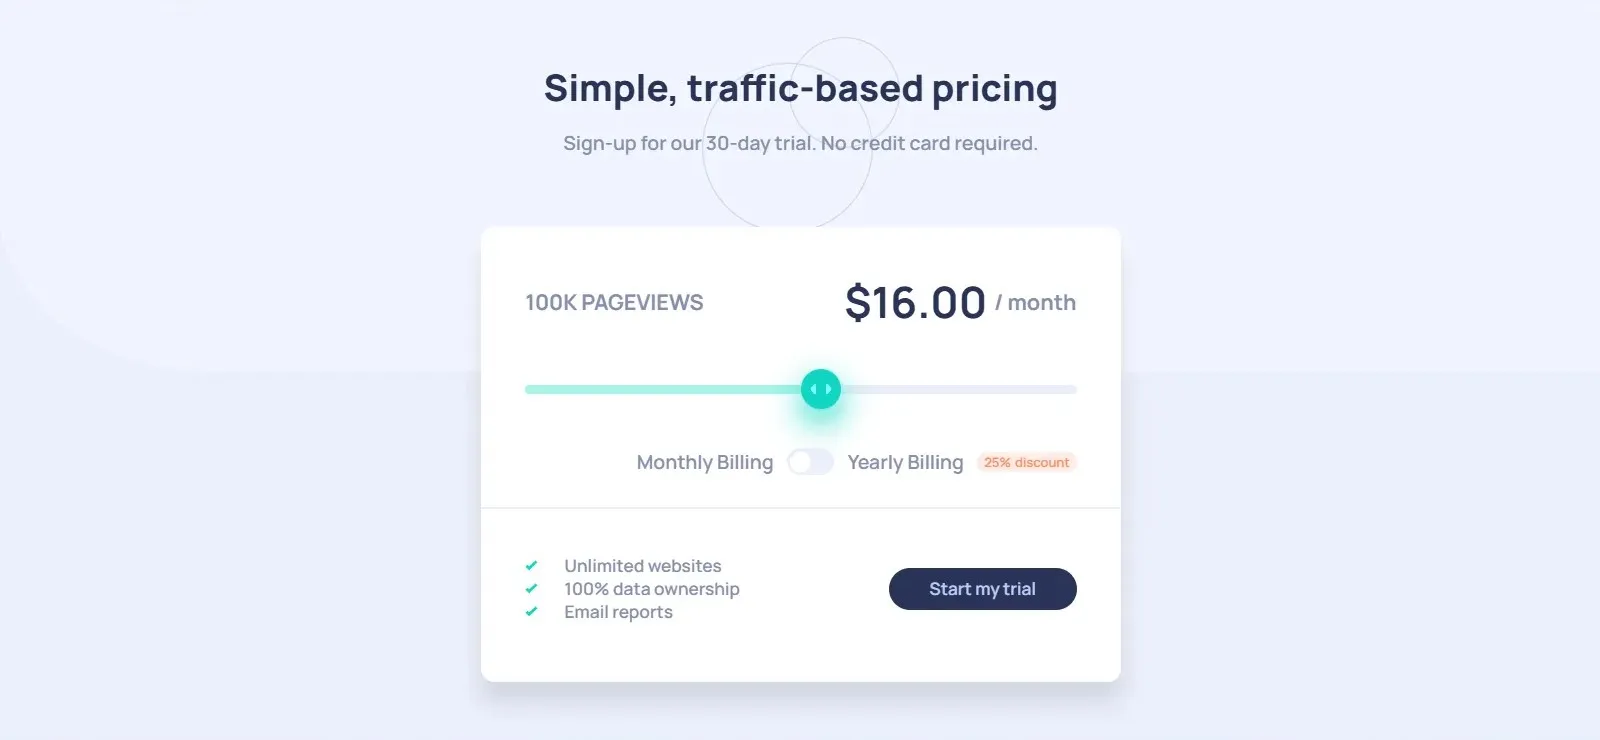 Simple, traffic-based pricing
Sign-up for our 30-day trial. No credit card required.
100K PAGEVIEWS
$16.00 / month
Monthly Billing
Yearly Billing
25% discount
Unlimited websites
100% data ownership
Email reports
Start my trial